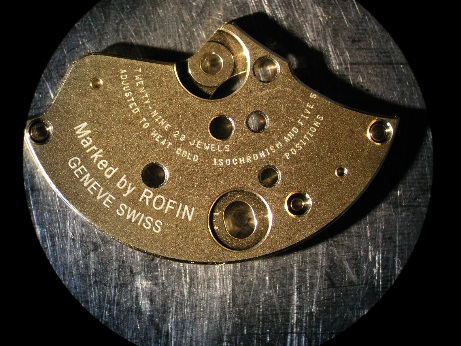 TWENTY-NINE 29 JEWELS
ADJUSTED TO HEAT COLD ISOCHRONISM AND FIVE 5
POSITIONS
Marked by ROFIN
GENEVE SWISS